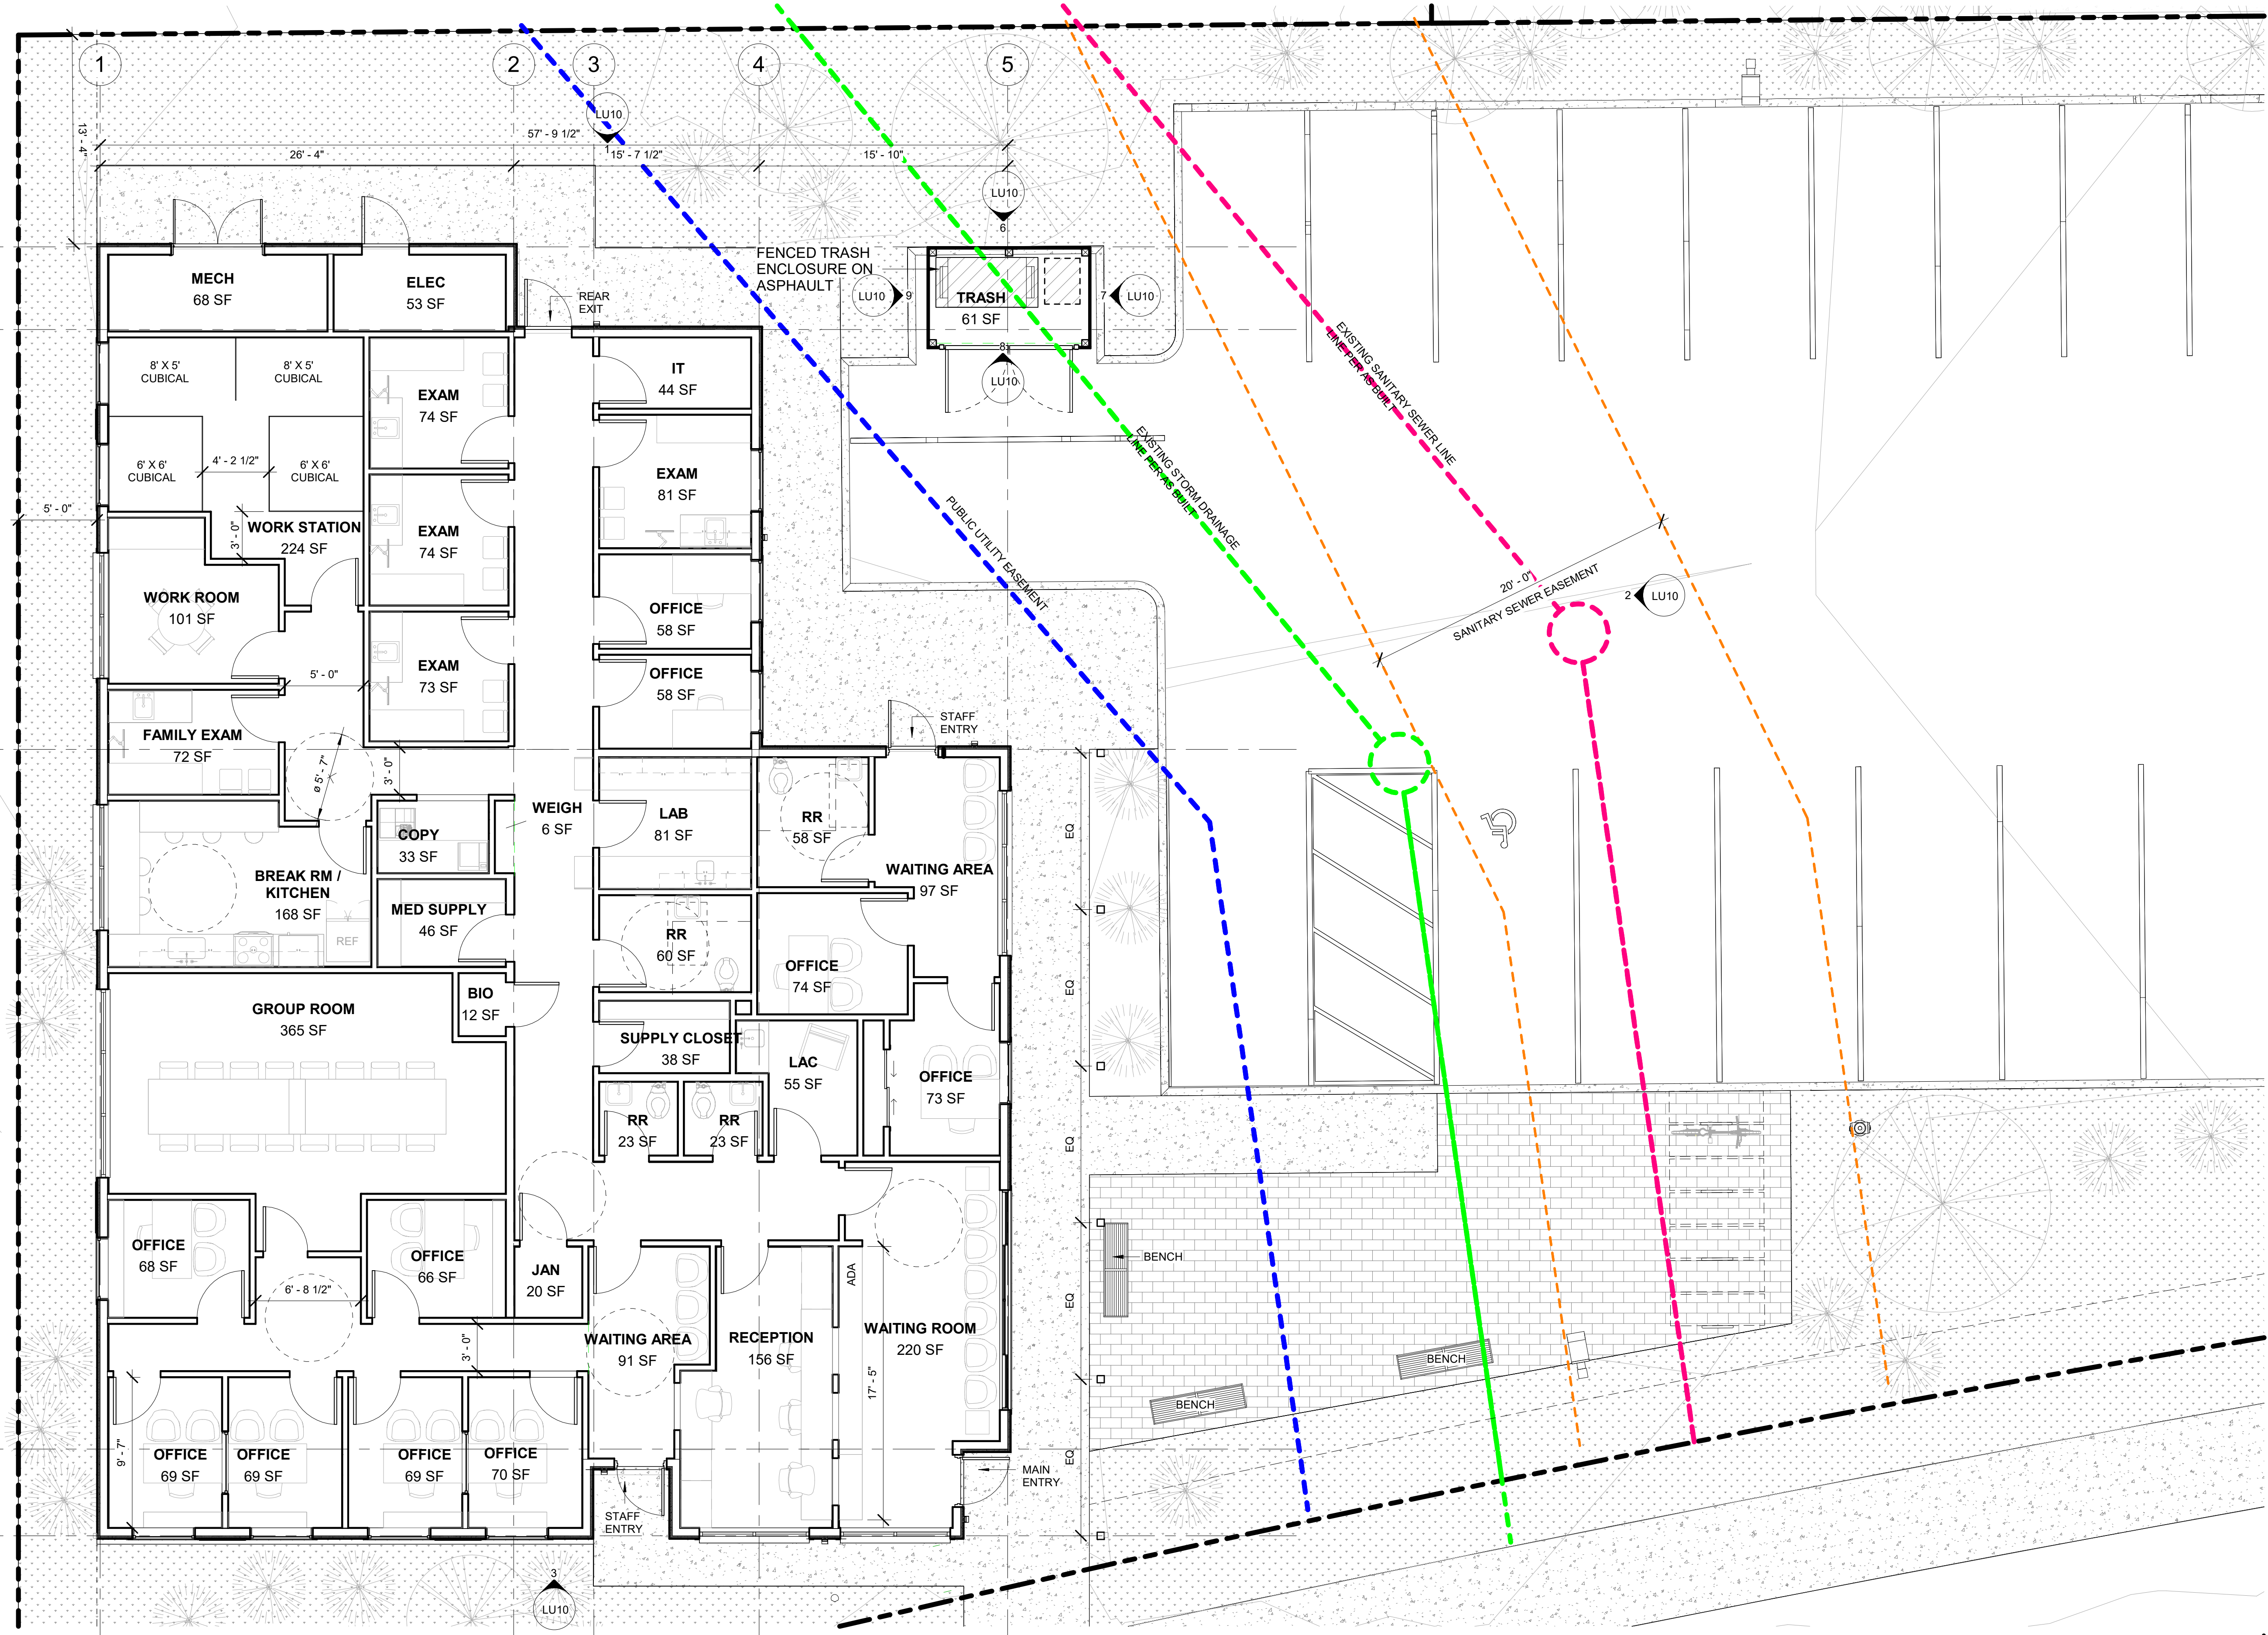 1
2
3
4
5
LU10
1
57' - 9 1/2"
26' - 4"
15' - 7 1/2"
15' - 10"
13' - 4"
LU10
6
FENCED TRASH
ENCLOSURE ON
ASPHAULT
LU10
9
7
LU10
TRASH
61 SF
8
LU10
MECH
68 SF
ELEC
53 SF
REAR
EXIT
8' X 5'
CUBICAL
8' X 5'
CUBICAL
6' X 6'
CUBICAL
4' - 2 1/2"
6' X 6'
CUBICAL
EXAM
74 SF
IT
44 SF
EXAM
81 SF
5' - 0"
WORK STATION
224 SF
3' - 0"
EXAM
74 SF
WORK ROOM
101 SF
OFFICE
58 SF
EXAM
73 SF
5' - 0"
OFFICE
58 SF
FAMILY EXAM
72 SF
ø 5' - 7"
3' - 0"
STAFF
ENTRY
EXISTING SANITARY SEWER LINE
LINE PER AS BUILT
EXISTING STORM DRAINAGE
LINE PER AS BUILT
PUBLIC UTILITY EASEMENT
20' - 0"
SANITARY SEWER EASEMENT
2
LU10
COPY
33 SF
WEIGH
6 SF
LAB
81 SF
RR
58 SF
WAITING AREA
97 SF
EQ
BREAK RM /
KITCHEN
168 SF
REF
MED SUPPLY
46 SF
RR
60 SF
OFFICE
74 SF
EQ
GROUP ROOM
365 SF
BIO
12 SF
SUPPLY CLOSET
38 SF
LAC
55 SF
OFFICE
73 SF
RR
23 SF
RR
23 SF
EQ
OFFICE
68 SF
OFFICE
66 SF
6' - 8 1/2"
JAN
20 SF
ADA
BENCH
EQ
WAITING AREA
91 SF
RECEPTION
156 SF
WAITING ROOM
220 SF
3' - 0"
17' - 5"
BENCH
BENCH
EQ
9' - 7"
OFFICE
69 SF
OFFICE
69 SF
OFFICE
69 SF
OFFICE
70 SF
MAIN
ENTRY
STAFF
ENTRY
3
LU10